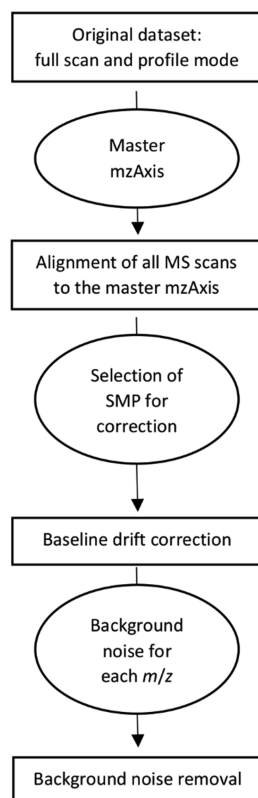 Original dataset:
full scan and profile mode
Master
mzAxis
Alignment of all MS scans
to the master mzAxis
Selection of
SMP for
correction
Baseline drift correction
Background
noise for
each m/z
Background noise removal